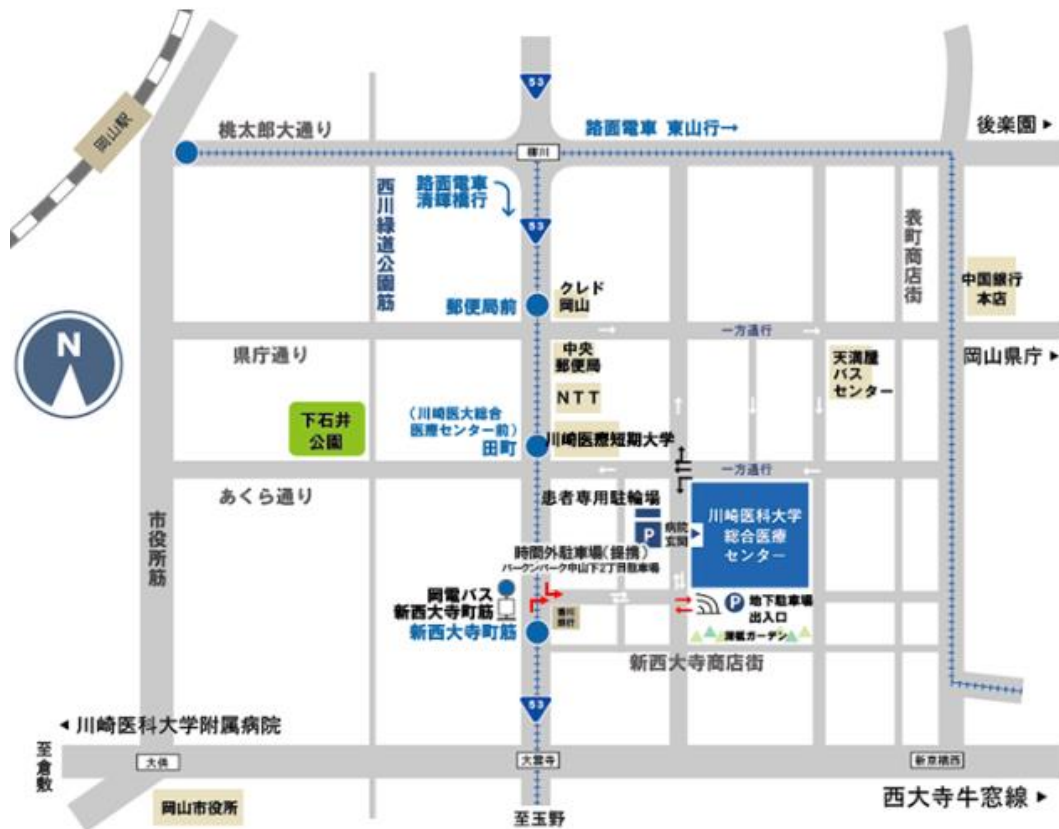 53
岡山駅
桃太郎大通り
路面電車 東山行→
後楽園
柳川
西川緑道公園筋
路面電車
清輝橋行
53
表町商店街
クレド
岡山
郵便局前
中国銀行
本店
一方通行
県庁通り
岡山県庁
N
中央
郵便局
天満屋
バス
センター
NTT
下石井
公園
(川崎医大総合
医療センター前)
田町
川崎医療短期大学
一方通行
あくら通り
患者専用駐輪場
P
病院
玄関
川崎医科大学
総合医療
センター
市役所筋
時間外駐車場(提携)
パークンパーク中山下2丁目駐車場
岡電バス
新西大寺町筋
新西大寺町筋
P
地下駐車場
出入口
新西大寺商店街
53
川崎医科大学附属病院
至倉敷
大供
大雲寺
新京橋西
岡山市役所
西大寺牛窓線
至玉野